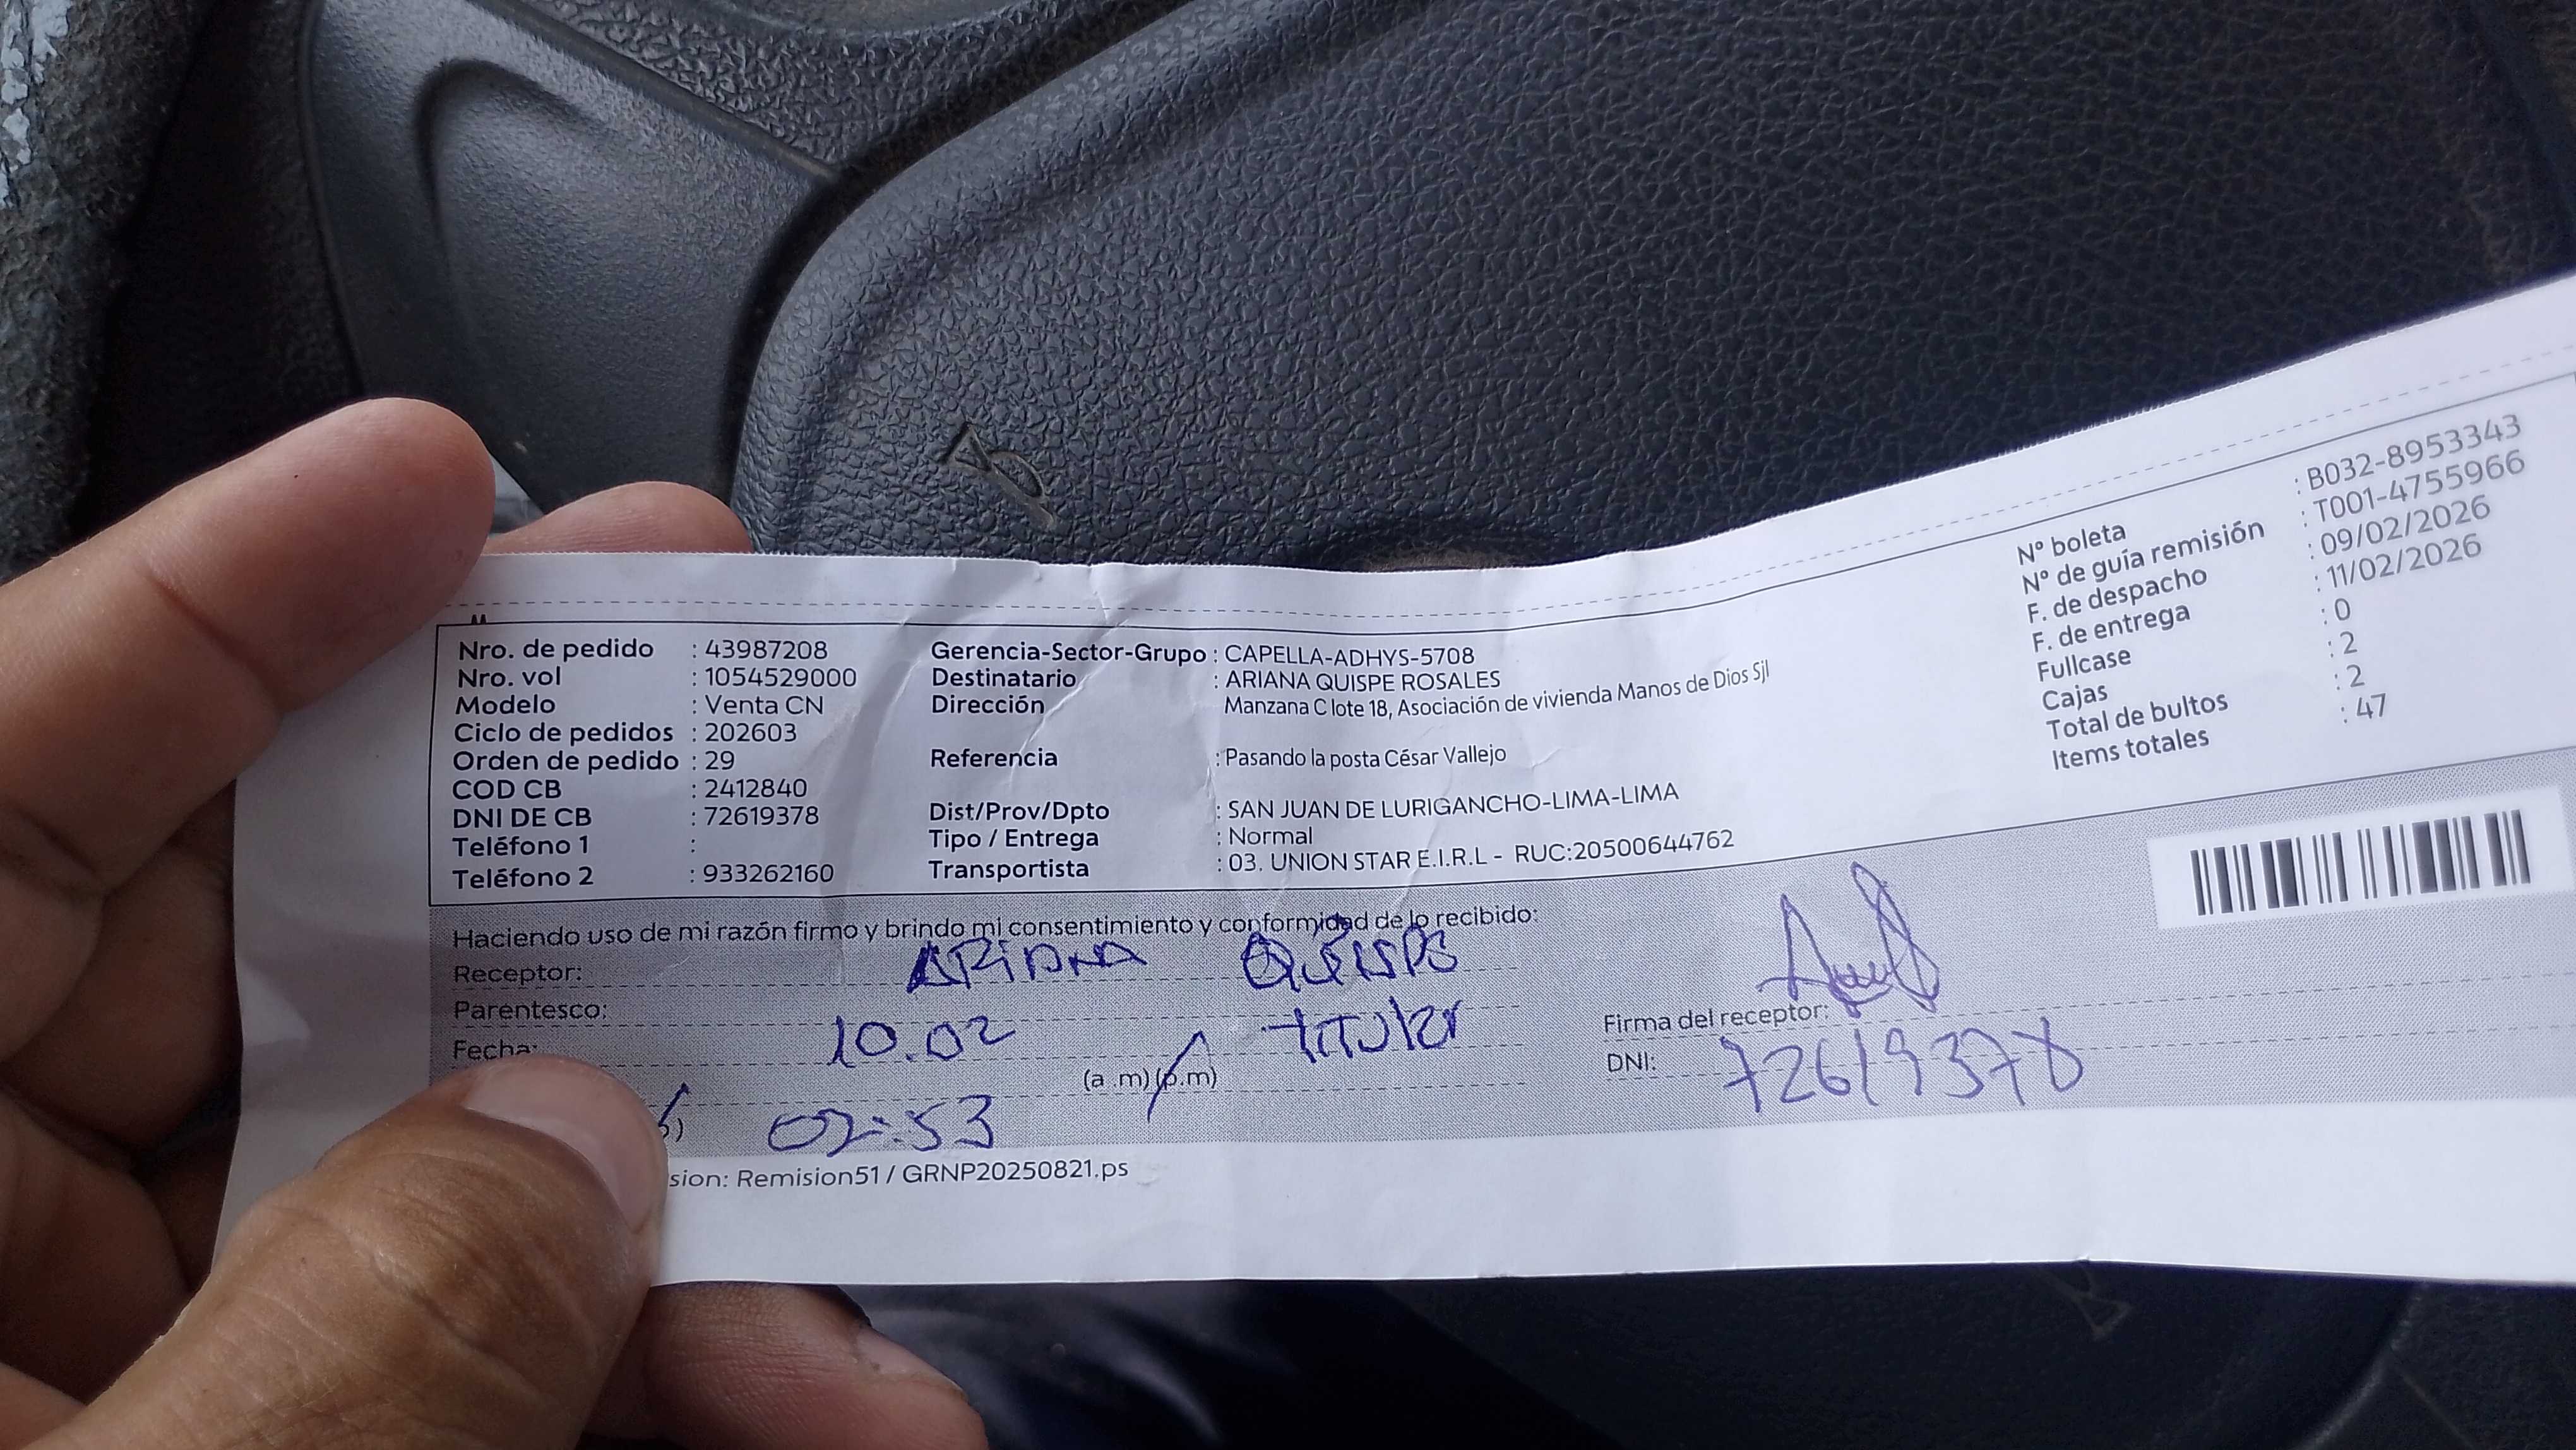 Nro. de pedido : 43987208
Nro. vol : 1054529000
Modelo : Venta CN
Ciclo de pedidos : 202603
Orden de pedido : 29
COD CB : 2412840
DNI DE CB : 72619378
Teléfono 1 :
Teléfono 2 : 933262160
Gerencia-Sector-Grupo : CAPELLA-ADHYS-5708
Destinatario : ARIANA QUISPE ROSALES
Dirección Manzana C lote 18, Asociación de vivienda Manos de Dios Sjl
Referencia : Pasando la posta César Vallejo
Dist/Prov/Dpto : SAN JUAN DE LURIGANCHO-LIMA-LIMA
Tipo / Entrega : Normal
Transportista : 03. UNION STAR E.I.R.L - RUC:20500644762
Nº boleta : B032-8953343
Nº de guía remisión : T001-4755966
F. de despacho : 09/02/2026
F. de entrega : 11/02/2026
Fullcase : 0
Cajas : 2
Total de bultos : 2
Items totales : 47
Haciendo uso de mi razón firmo y brindo mi consentimiento y conformidad de lo recibido:
Receptor: ARIANA QUISPE
Parentesco: titular
Fecha: 10.02
(a .m) (p.m)
02:53
Firma del receptor:
DNI: 72619378
sion: Remision51 / GRNP20250821.ps